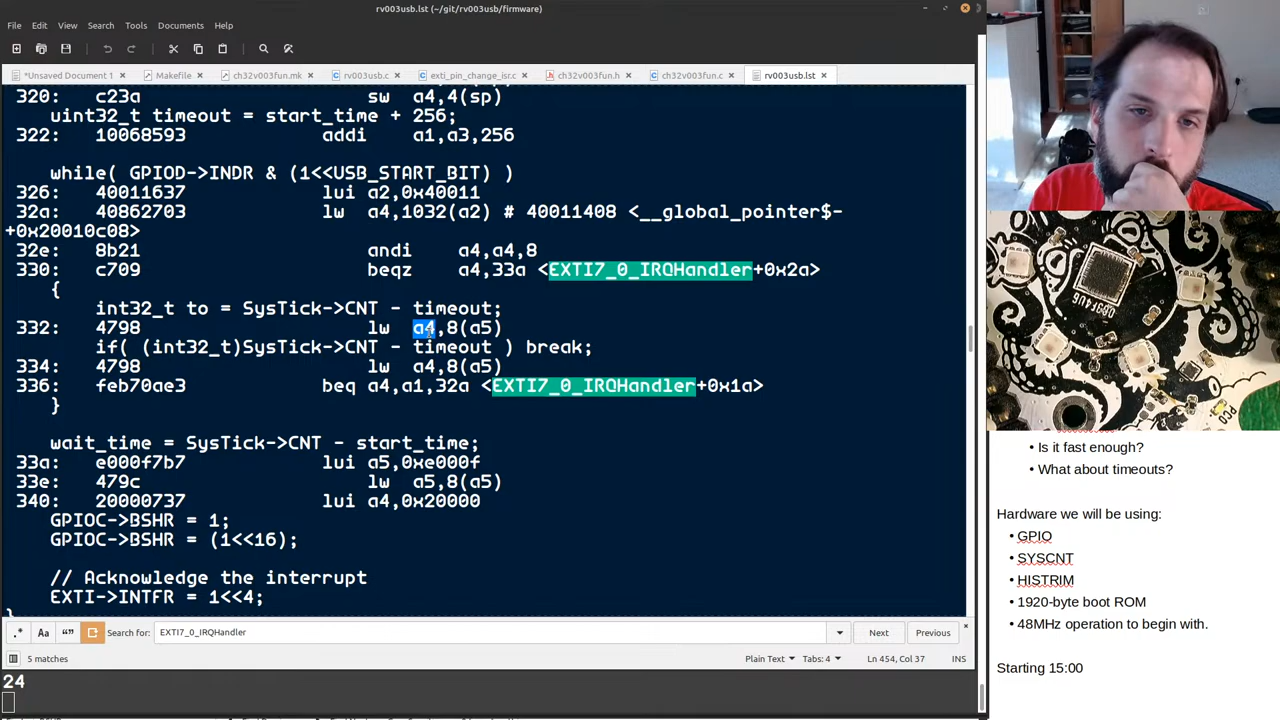 rv003usb.lst (~/git/rv003usb/firmware)
File Edit View Search Tools Documents Help
*Unsaved Document 1 Makefile ch32v003fun.mk rv003usb.c exti_pin_change_isr.c ch32v003fun.h ch32v003fun.c rv003usb.lst
320: c23a sw a4,4(sp)
uint32_t timeout = start_time + 256;
322: 10068593 addi a1,a3,256
while( GPIOD->INDR & (1<<USB_START_BIT) )
326: 40011637 lui a2,0x40011
32a: 40862703 lw a4,1032(a2) # 40011408 <__global_pointer$-
+0x20010c08>
32e: 8b21 andi a4,a4,8
330: c709 beqz a4,33a <EXTI7_0_IRQHandler+0x2a>
{
int32_t to = SysTick->CNT - timeout;
332: 4798 lw a4,8(a5)
if( (int32_t)SysTick->CNT - timeout ) break;
334: 4798 lw a4,8(a5)
336: feb70ae3 beq a4,a1,32a <EXTI7_0_IRQHandler+0x1a>
}
wait_time = SysTick->CNT - start_time;
33a: e000f7b7 lui a5,0xe000f
33e: 479c lw a5,8(a5)
340: 20000737 lui a4,0x20000
GPIOC->BSHR = 1;
GPIOC->BSHR = (1<<16);
// Acknowledge the interrupt
EXTI->INTFR = 1<<4;
.* Aa “” Search for: EXTI7_0_IRQHandler Next Previous
5 matches Plain Text Tabs: 4 Ln 454, Col 37 INS
24
• Is it fast enough?
• What about timeouts?
Hardware we will be using:
• GPIO
• SYSCNT
• HISTRIM
• 1920-byte boot ROM
• 48MHz operation to begin with.
Starting 15:00